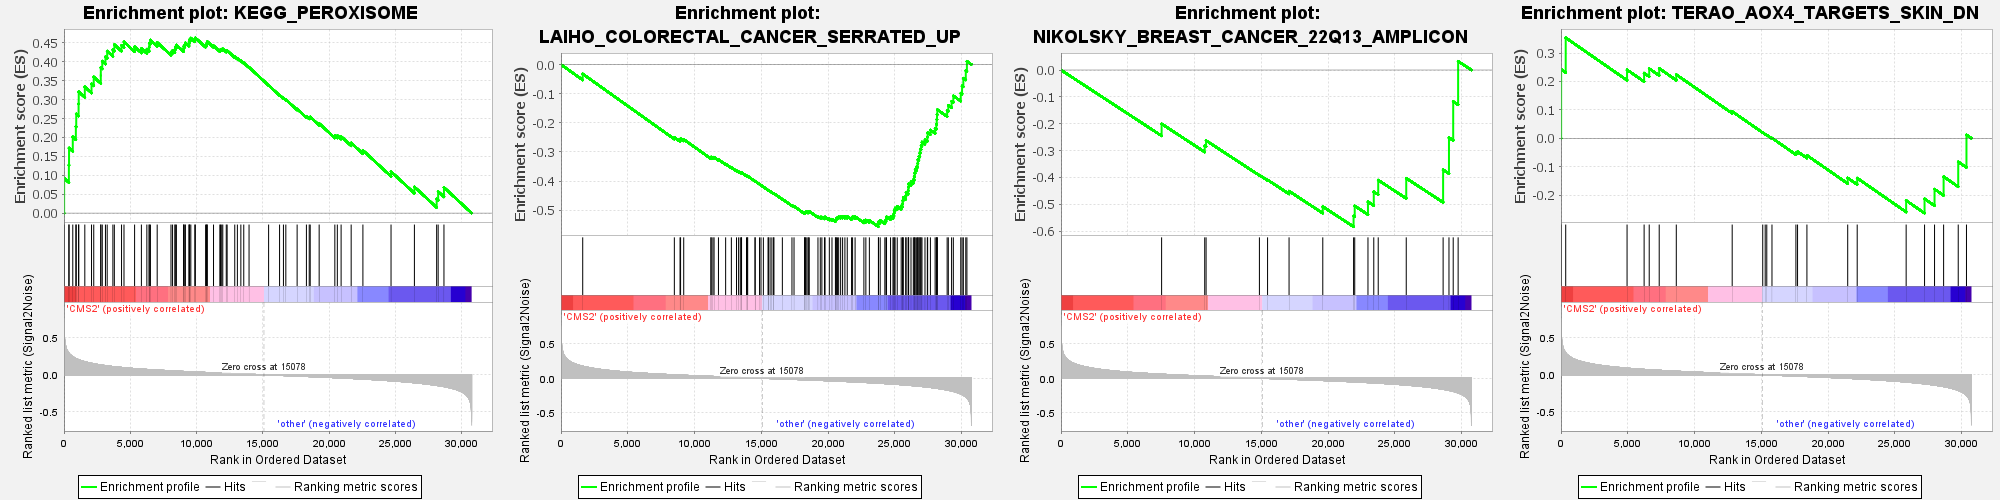 Enrichment plot: KEGG_PEROXISOME
Enrichment score (ES)
0.45
0.40
0.35
0.30
0.25
0.20
0.15
0.10
0.05
0.00
'CMS2' (positively correlated)
Ranked list metric (Signal2Noise)
0.5
0.0
-0.5
Zero cross at 15078
'other' (negatively correlated)
0 5,000 10,000 15,000 20,000 25,000 30,000
Rank in Ordered Dataset
Enrichment profile Hits Ranking metric scores
Enrichment plot:
LAIHO_COLORECTAL_CANCER_SERRATED_UP
Enrichment score (ES)
0.0
-0.1
-0.2
-0.3
-0.4
-0.5
'CMS2' (positively correlated)
Ranked list metric (Signal2Noise)
0.5
0.0
-0.5
Zero cross at 15078
'other' (negatively correlated)
0 5,000 10,000 15,000 20,000 25,000 30,000
Rank in Ordered Dataset
Enrichment profile Hits Ranking metric scores
Enrichment plot:
NIKOLSKY_BREAST_CANCER_22Q13_AMPLICON
Enrichment score (ES)
0.0
-0.1
-0.2
-0.3
-0.4
-0.5
-0.6
'CMS2' (positively correlated)
Ranked list metric (Signal2Noise)
0.5
0.0
-0.5
Zero cross at 15078
'other' (negatively correlated)
0 5,000 10,000 15,000 20,000 25,000 30,000
Rank in Ordered Dataset
Enrichment profile Hits Ranking metric scores
Enrichment plot: TERAO_AOX4_TARGETS_SKIN_DN
Enrichment score (ES)
0.3
0.2
0.1
0.0
-0.1
-0.2
'CMS2' (positively correlated)
Ranked list metric (Signal2Noise)
0.5
0.0
-0.5
Zero cross at 15078
'other' (negatively correlated)
0 5,000 10,000 15,000 20,000 25,000 30,000
Rank in Ordered Dataset
Enrichment profile Hits Ranking metric scores